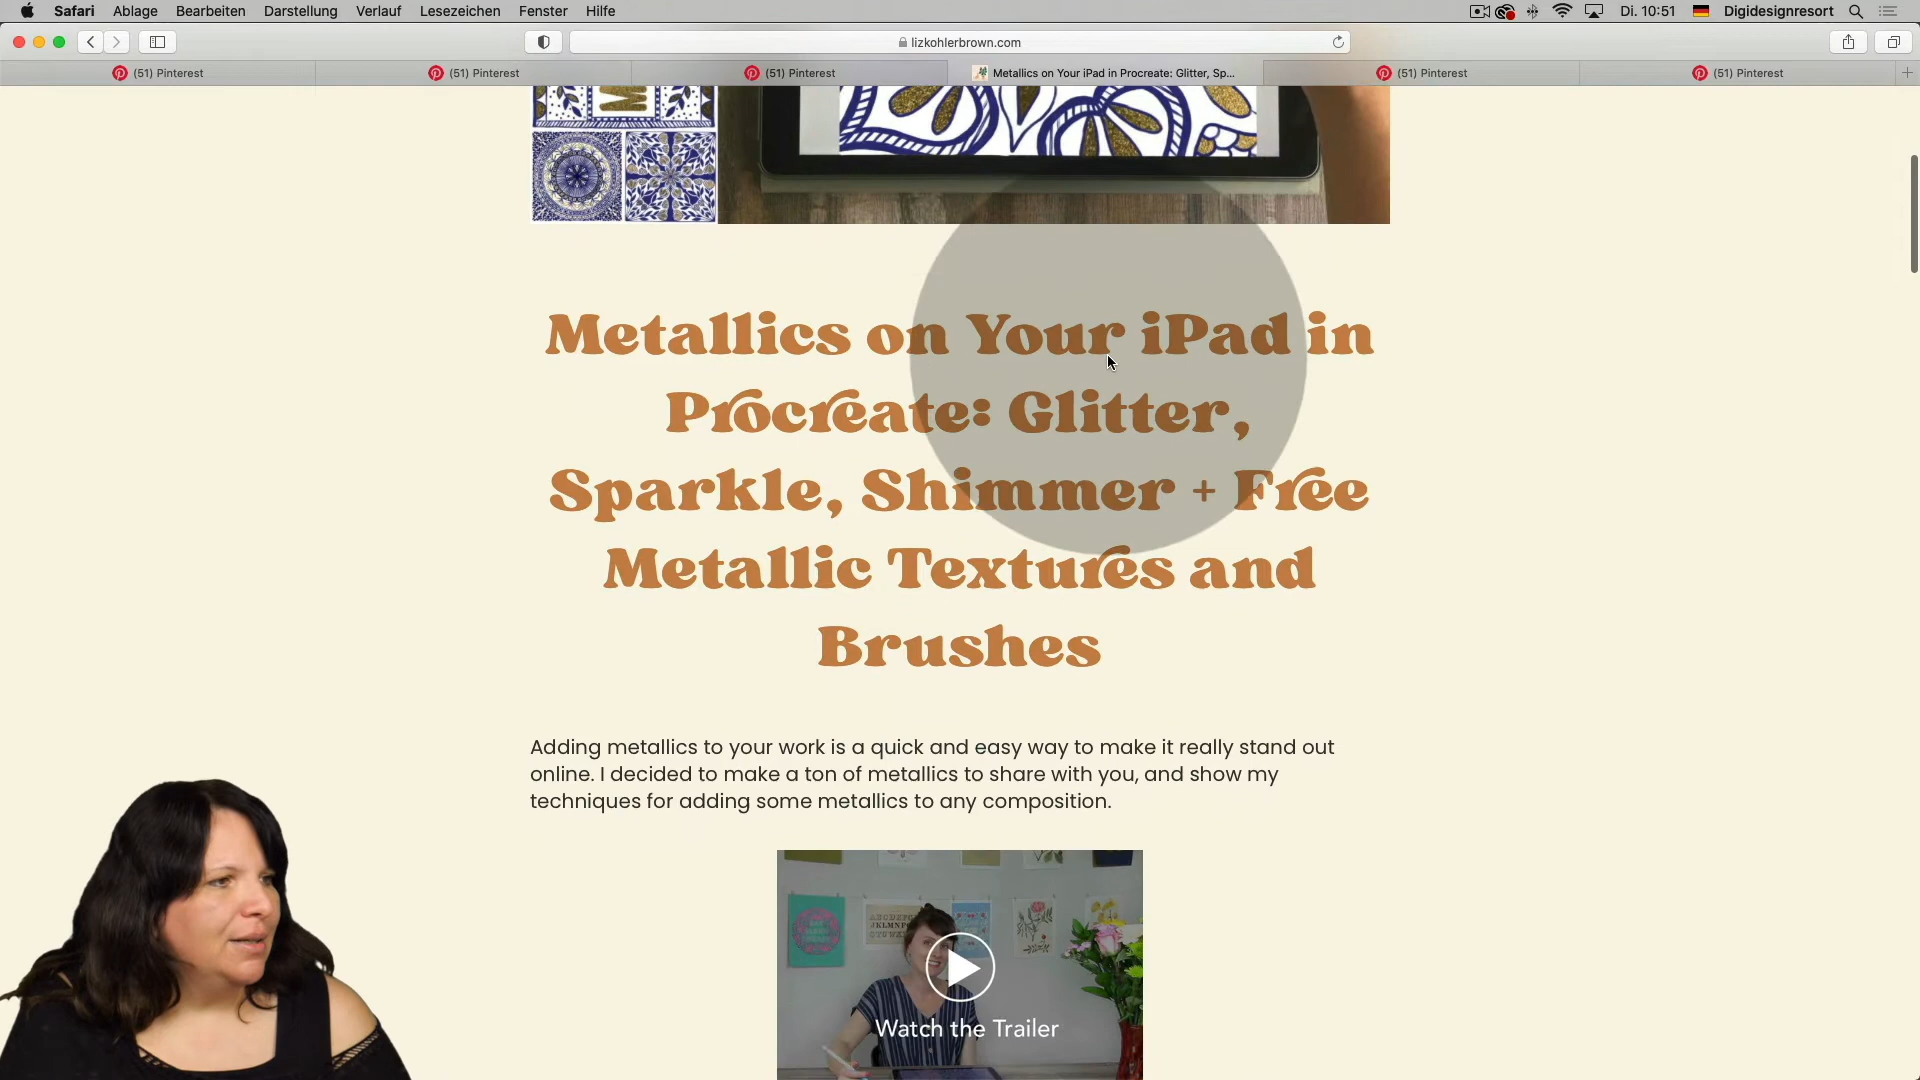 Safari Ablage Bearbeiten Darstellung Verlauf Lesezeichen Fenster Hilfe Di. 10:51 Digidesignresort
lizkohlerbrown.com
(51) Pinterest (51) Pinterest (51) Pinterest Metallics on Your iPad in Procreate: Glitter, Sp... (51) Pinterest (51) Pinterest
Metallics on Your iPad in
Procreate: Glitter,
Sparkle, Shimmer + Free
Metallic Textures and
Brushes
Adding metallics to your work is a quick and easy way to make it really stand out
online. I decided to make a ton of metallics to share with you, and show my
techniques for adding some metallics to any composition.
Watch the Trailer